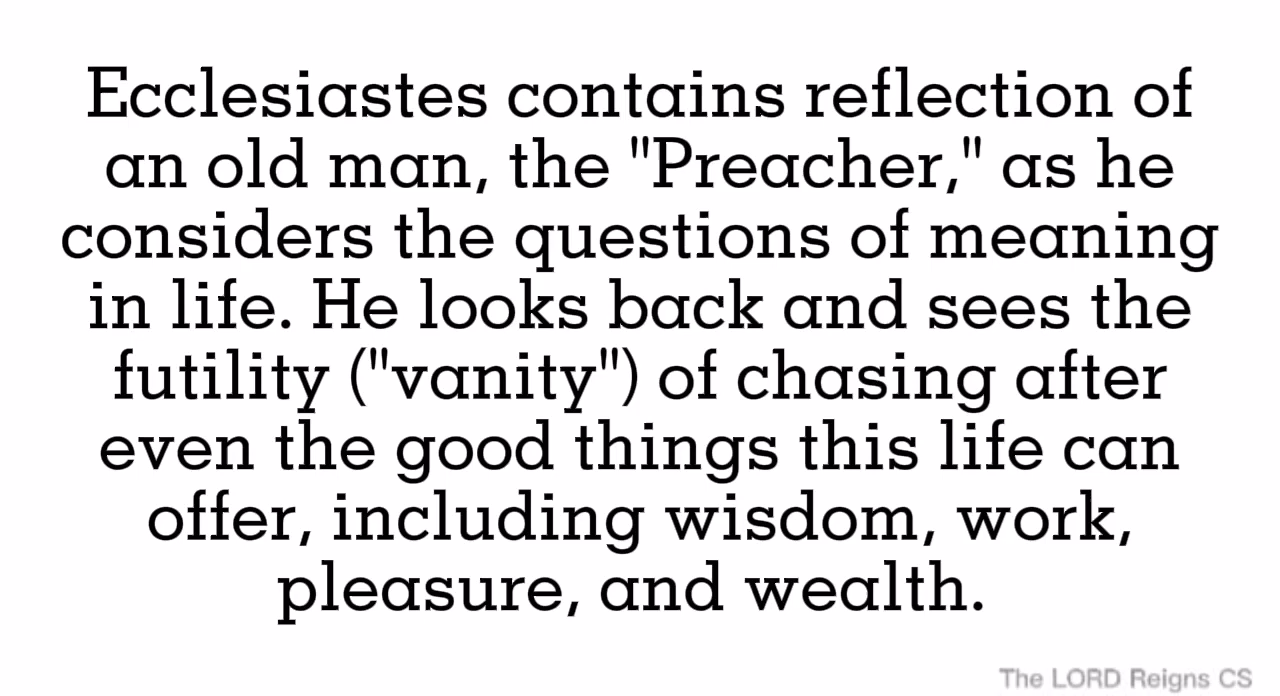 Ecclesiastes contains reflection of
an old man, the "Preacher," as he
considers the questions of meaning
in life. He looks back and sees the
futility ("vanity") of chasing after
even the good things this life can
offer, including wisdom, work,
pleasure, and wealth.
The LORD Reigns CS